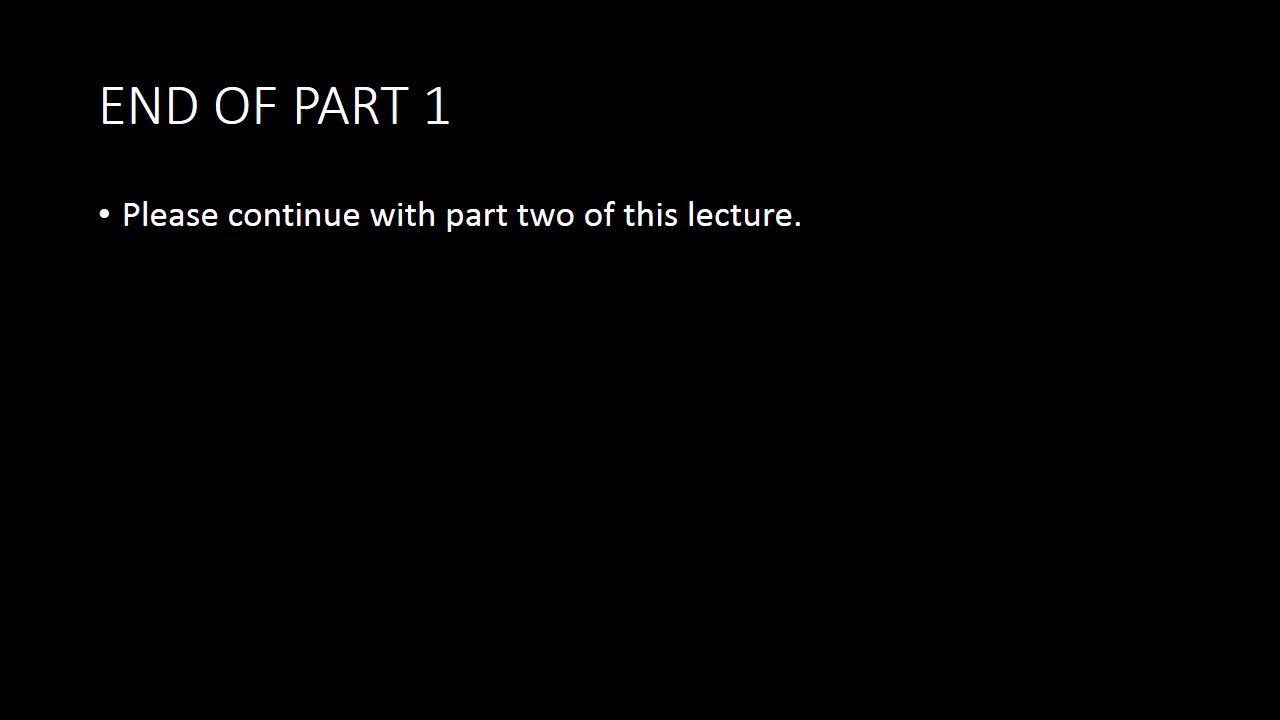 END OF PART 1
• Please continue with part two of this lecture.